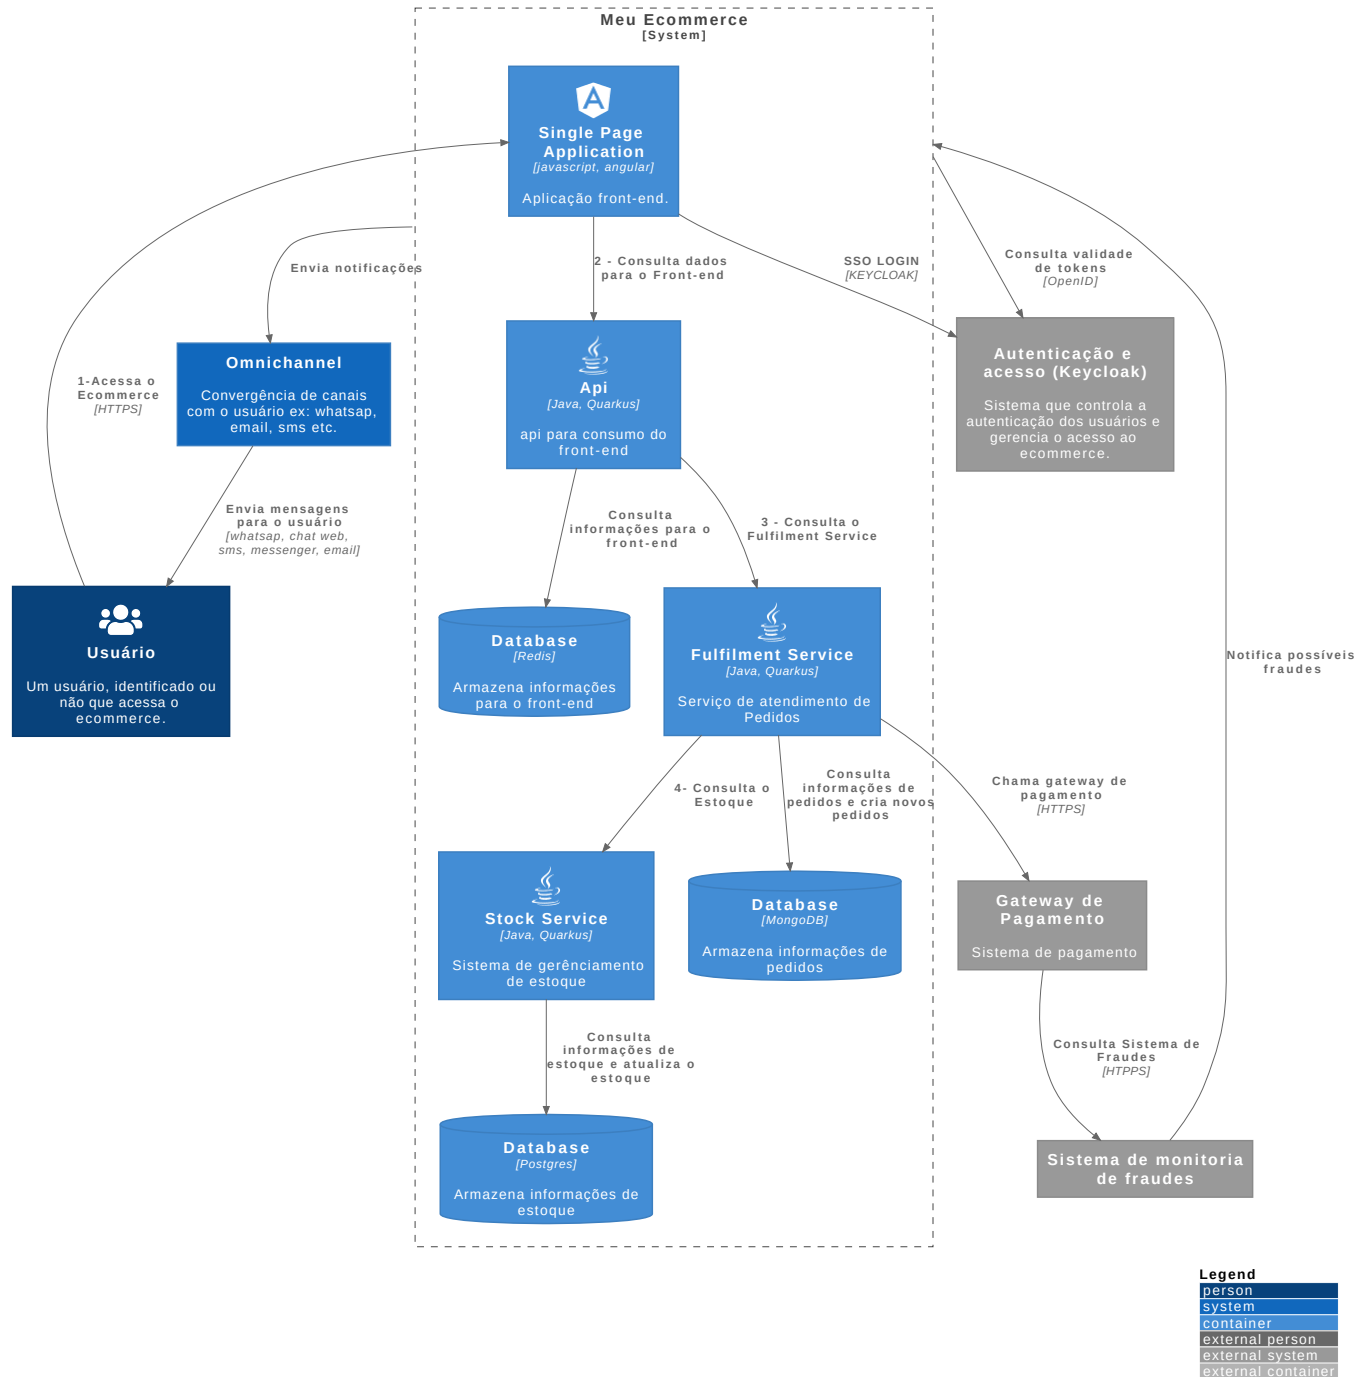 Meu Ecommerce
[System]
Single Page
Application
[javascript, angular]
Aplicação front-end.
Envia notificações
2 - Consulta dados
para o Front-end
SSO LOGIN
[KEYCLOAK]
Consulta validade
de tokens
[OpenID]
1-Acessa o
Ecommerce
[HTTPS]
Omnichannel
Convergência de canais
com o usuário ex: whatsap,
email, sms etc.
Api
[Java, Quarkus]
api para consumo do
front-end
Autenticação e
acesso (Keycloak)
Sistema que controla a
autenticação dos usuários e
gerencia o acesso ao
ecommerce.
Envia mensagens
para o usuário
[whatsap, chat web,
sms, messenger, email]
Consulta
informações para o
front-end
3 - Consulta o
Fulfilment Service
Usuário
Um usuário, identificado ou
não que acessa o
ecommerce.
Database
[Redis]
Armazena informações
para o front-end
Fulfilment Service
[Java, Quarkus]
Serviço de atendimento de
Pedidos
Notifica possíveis
fraudes
4- Consulta o
Estoque
Consulta
informações de
pedidos e cria novos
pedidos
Chama gateway de
pagamento
[HTTPS]
Stock Service
[Java, Quarkus]
Sistema de gerênciamento
de estoque
Database
[MongoDB]
Armazena informações de
pedidos
Gateway de
Pagamento
Sistema de pagamento
Consulta
informações de
estoque e atualiza o
estoque
Consulta Sistema de
Fraudes
[HTPPS]
Database
[Postgres]
Armazena informações de
estoque
Sistema de monitoria
de fraudes
Legend
person
system
container
external person
external system
external container